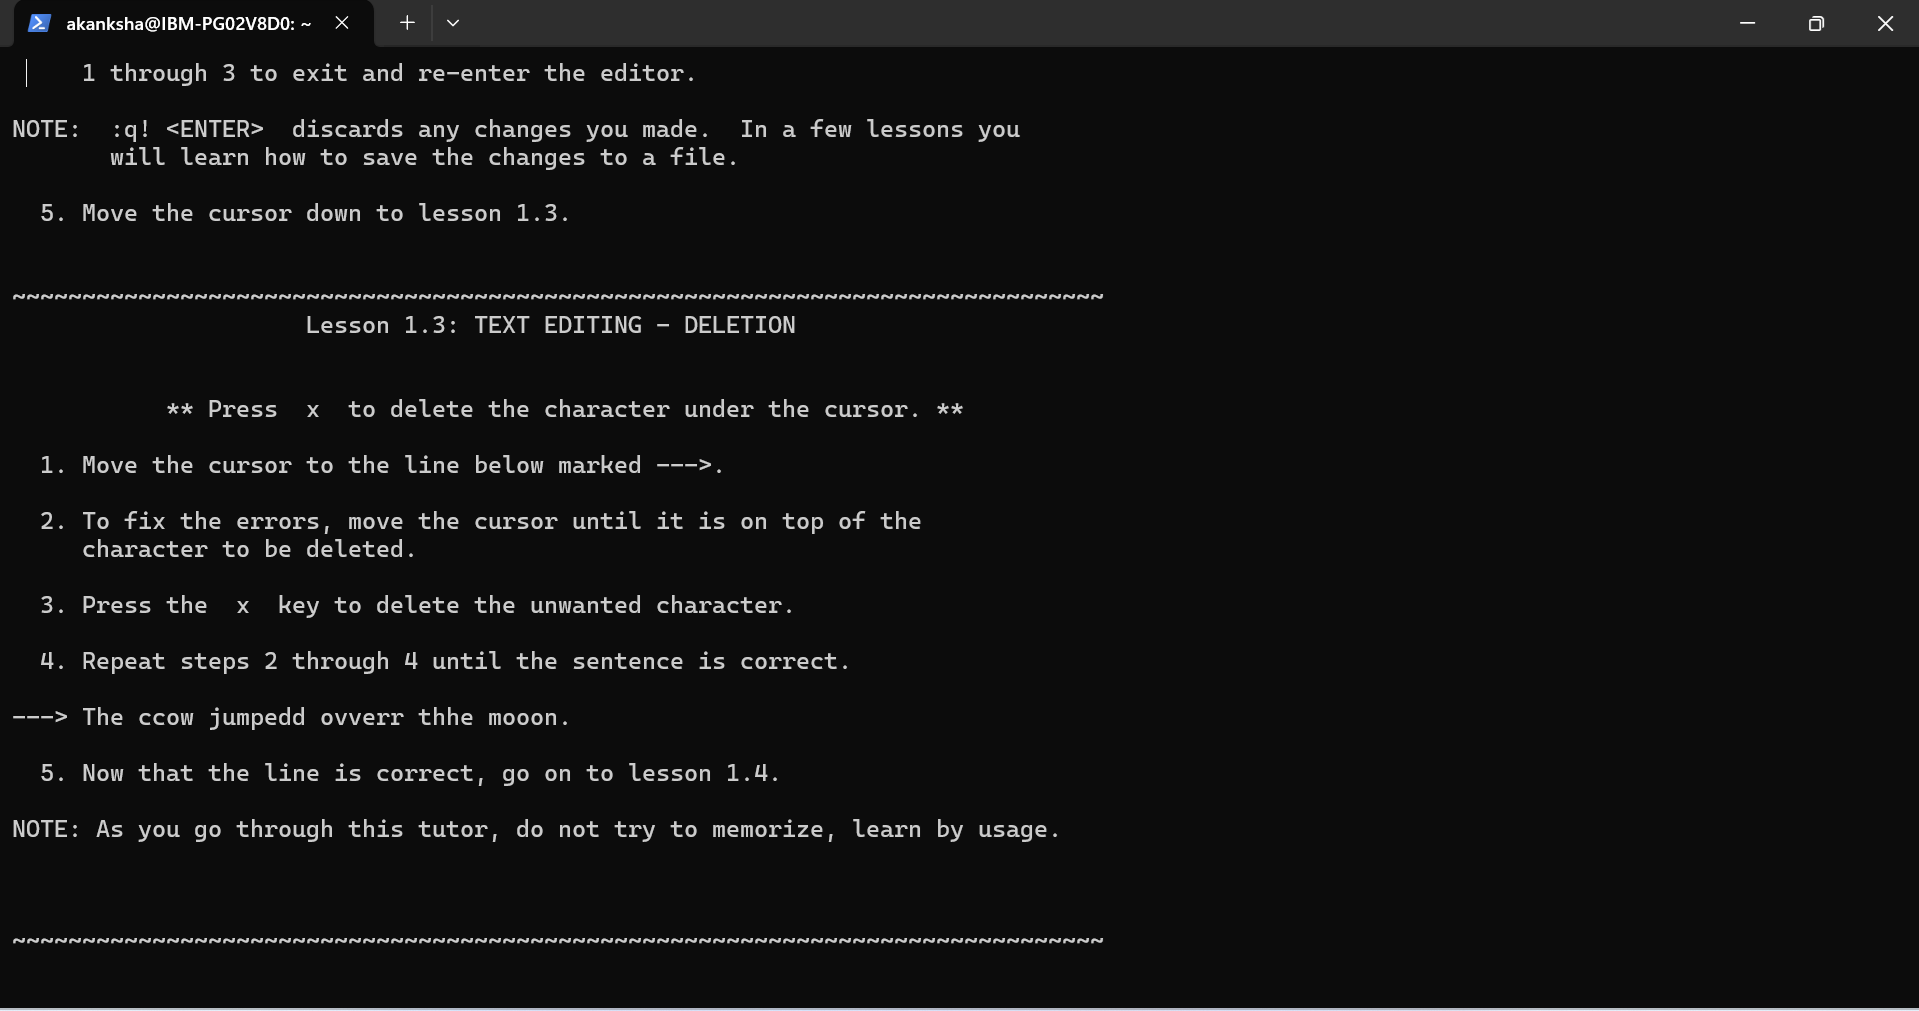 akanksha@IBM-PG02V8D0: ~
1 through 3 to exit and re-enter the editor.
NOTE:  :q! <ENTER>  discards any changes you made.  In a few lessons you
will learn how to save the changes to a file.
5. Move the cursor down to lesson 1.3.
~~~~~~~~~~~~~~~~~~~~~~~~~~~~~~~~~~~~~~~~~~~~~~~~~~~~~~~~~~~~~~~~~~~~~~~~~~~~~~
Lesson 1.3: TEXT EDITING - DELETION
** Press  x  to delete the character under the cursor. **
1. Move the cursor to the line below marked --->.
2. To fix the errors, move the cursor until it is on top of the
character to be deleted.
3. Press the  x  key to delete the unwanted character.
4. Repeat steps 2 through 4 until the sentence is correct.
---> The ccow jumpedd ovverr thhe mooon.
5. Now that the line is correct, go on to lesson 1.4.
NOTE: As you go through this tutor, do not try to memorize, learn by usage.
~~~~~~~~~~~~~~~~~~~~~~~~~~~~~~~~~~~~~~~~~~~~~~~~~~~~~~~~~~~~~~~~~~~~~~~~~~~~~~